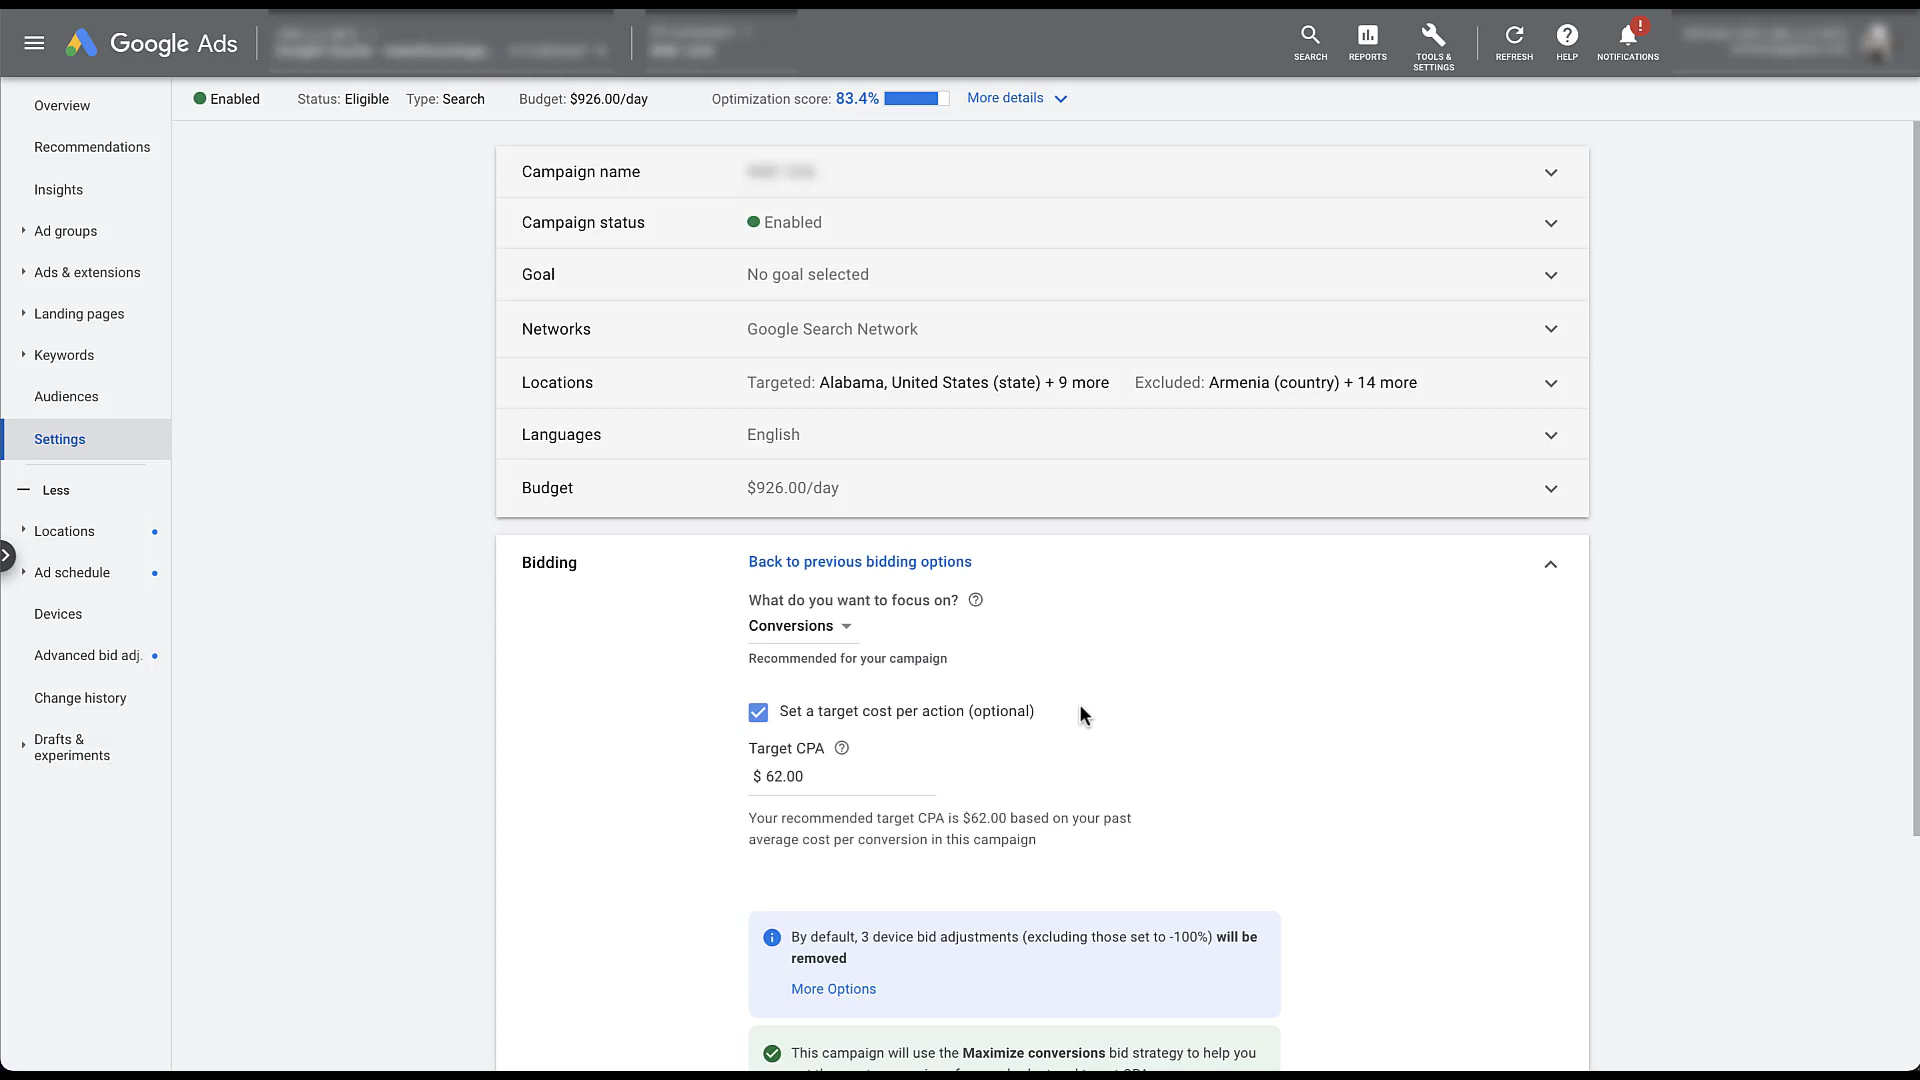 Google Ads
SEARCH
REPORTS
TOOLS &
SETTINGS
REFRESH
HELP
!
NOTIFICATIONS
Overview
Recommendations
Insights
Ad groups
Ads & extensions
Landing pages
Keywords
Audiences
Settings
Less
Locations
Ad schedule
Devices
Advanced bid adj.
Change history
Drafts &
experiments
Enabled Status: Eligible Type: Search Budget: $926.00/day Optimization score: 83.4% More details
Campaign name
Campaign status Enabled
Goal No goal selected
Networks Google Search Network
Locations Targeted: Alabama, United States (state) + 9 more Excluded: Armenia (country) + 14 more
Languages English
Budget $926.00/day
Bidding Back to previous bidding options
What do you want to focus on? ?
Conversions
Recommended for your campaign
Set a target cost per action (optional)
Target CPA ?
$ 62.00
Your recommended target CPA is $62.00 based on your past
average cost per conversion in this campaign
By default, 3 device bid adjustments (excluding those set to -100%) will be
removed
More Options
This campaign will use the Maximize conversions bid strategy to help you